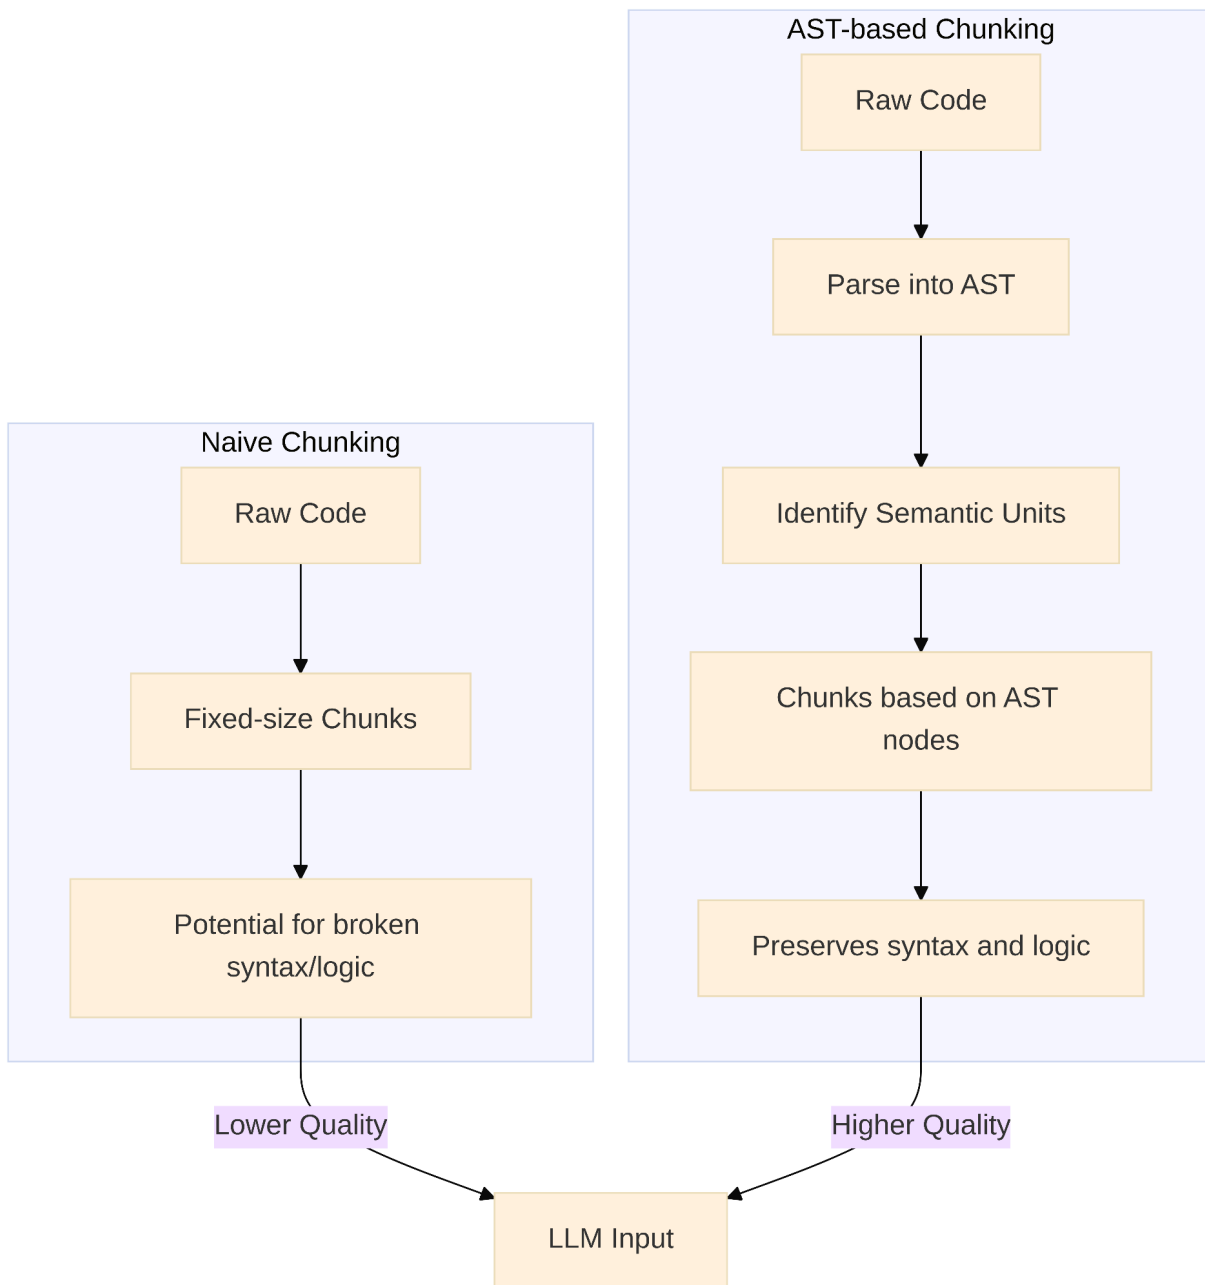 Naive Chunking
Raw Code
Fixed-size Chunks
Potential for broken
syntax/logic
AST-based Chunking
Raw Code
Parse into AST
Identify Semantic Units
Chunks based on AST
nodes
Preserves syntax and logic
Lower Quality
Higher Quality
LLM Input